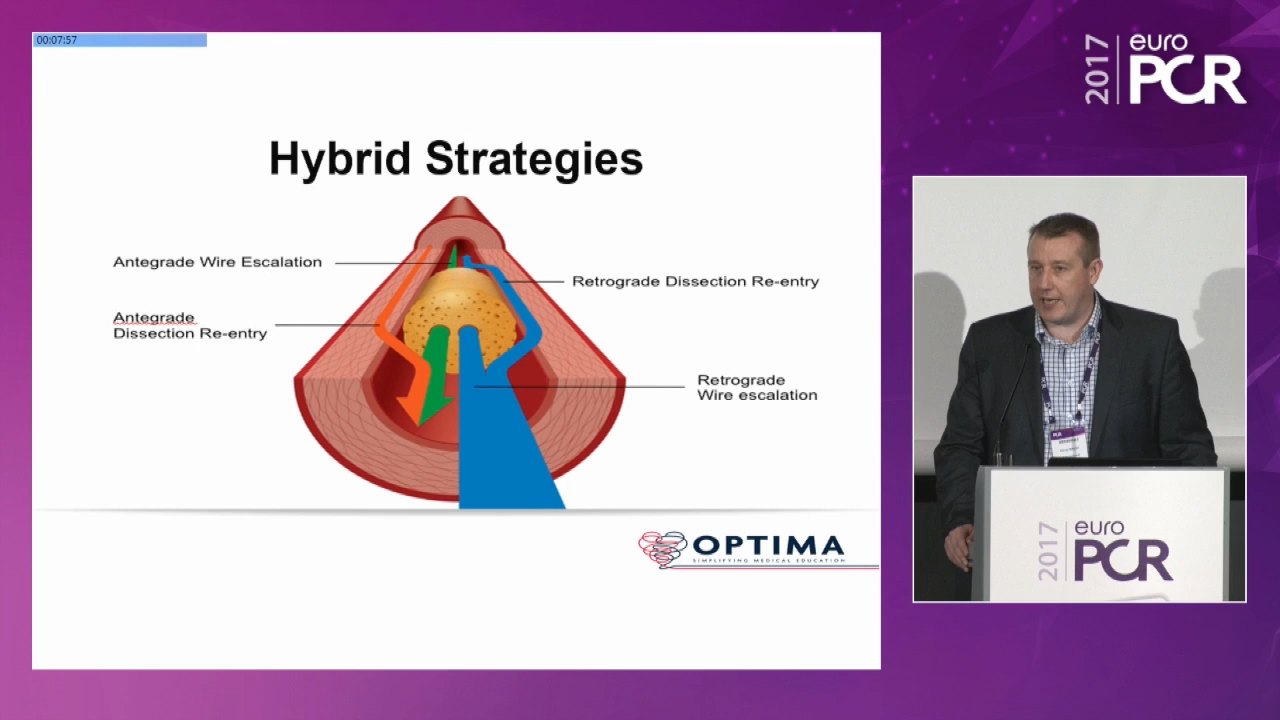 00:07:57
Hybrid Strategies
Antegrade Wire Escalation
Retrograde Dissection Re-entry
Antegrade
Dissection Re-entry
Retrograde
Wire escalation
OPTIMA
SIMPLIFYING MEDICAL EDUCATION
2017
euro
PCR
2017
euro
PCR